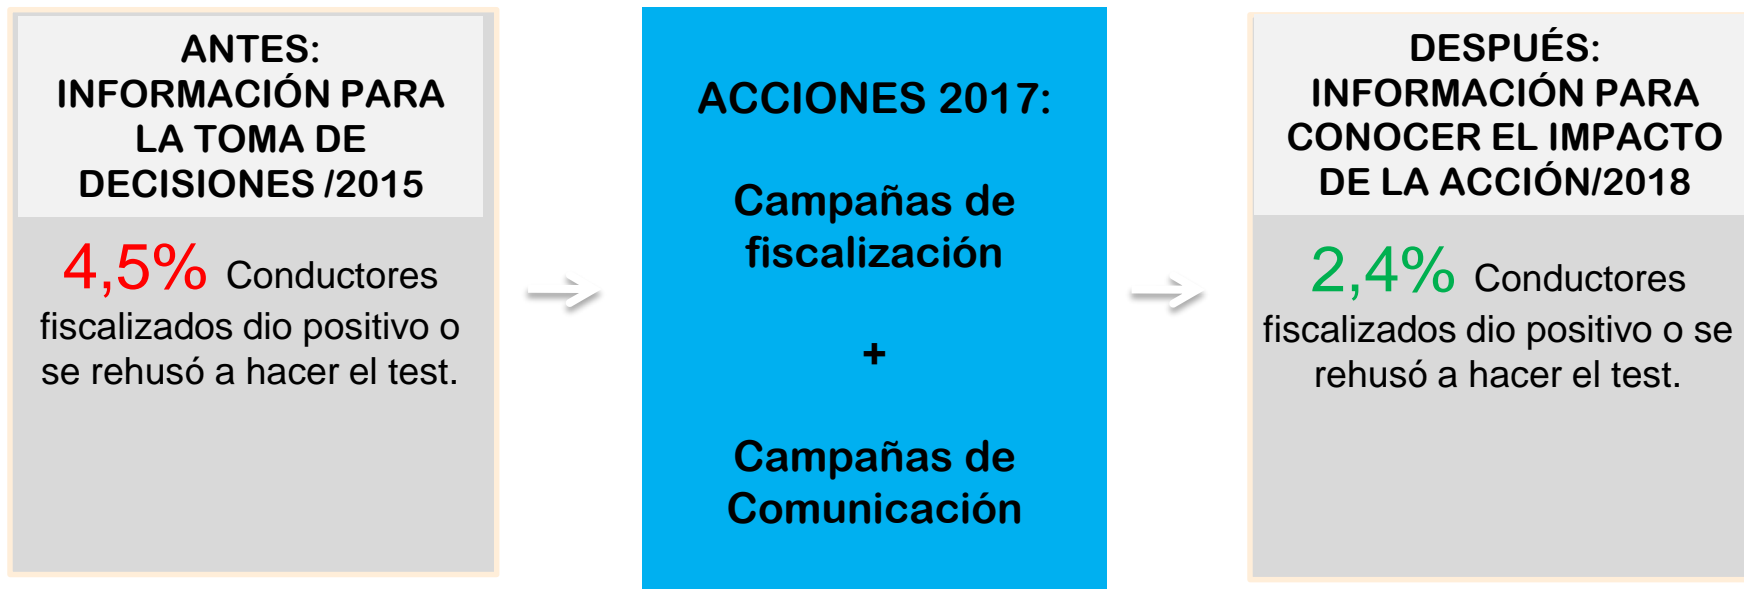 ANTES:
INFORMACIÓN PARA
LA TOMA DE
DECISIONES /2015
4,5% Conductores
fiscalizados dio positivo o
se rehusó a hacer el test.
ACCIONES 2017:
Campañas de
fiscalización
+
Campañas de
Comunicación
DESPUÉS:
INFORMACIÓN PARA
CONOCER EL IMPACTO
DE LA ACCIÓN/2018
2,4% Conductores
fiscalizados dio positivo o se
rehusó a hacer el test.